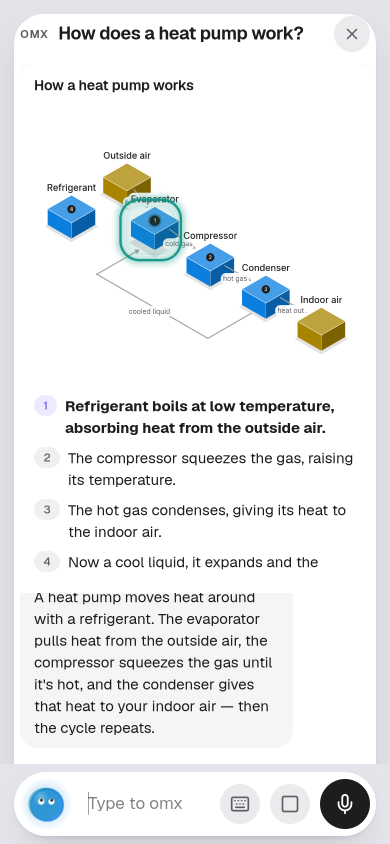 OMX How does a heat pump work?
How a heat pump works
Outside air
Refrigerant
4
Evaporator
1
cold gas
Compressor
2
hot gas
Condenser
3
heat out
Indoor air
cooled liquid
1 Refrigerant boils at low temperature,
absorbing heat from the outside air.
2 The compressor squeezes the gas, raising
its temperature.
3 The hot gas condenses, giving its heat to
the indoor air.
4 Now a cool liquid, it expands and the
A heat pump moves heat around
with a refrigerant. The evaporator
pulls heat from the outside air, the
compressor squeezes the gas until
it's hot, and the condenser gives
that heat to your indoor air — then
the cycle repeats.
Type to omx